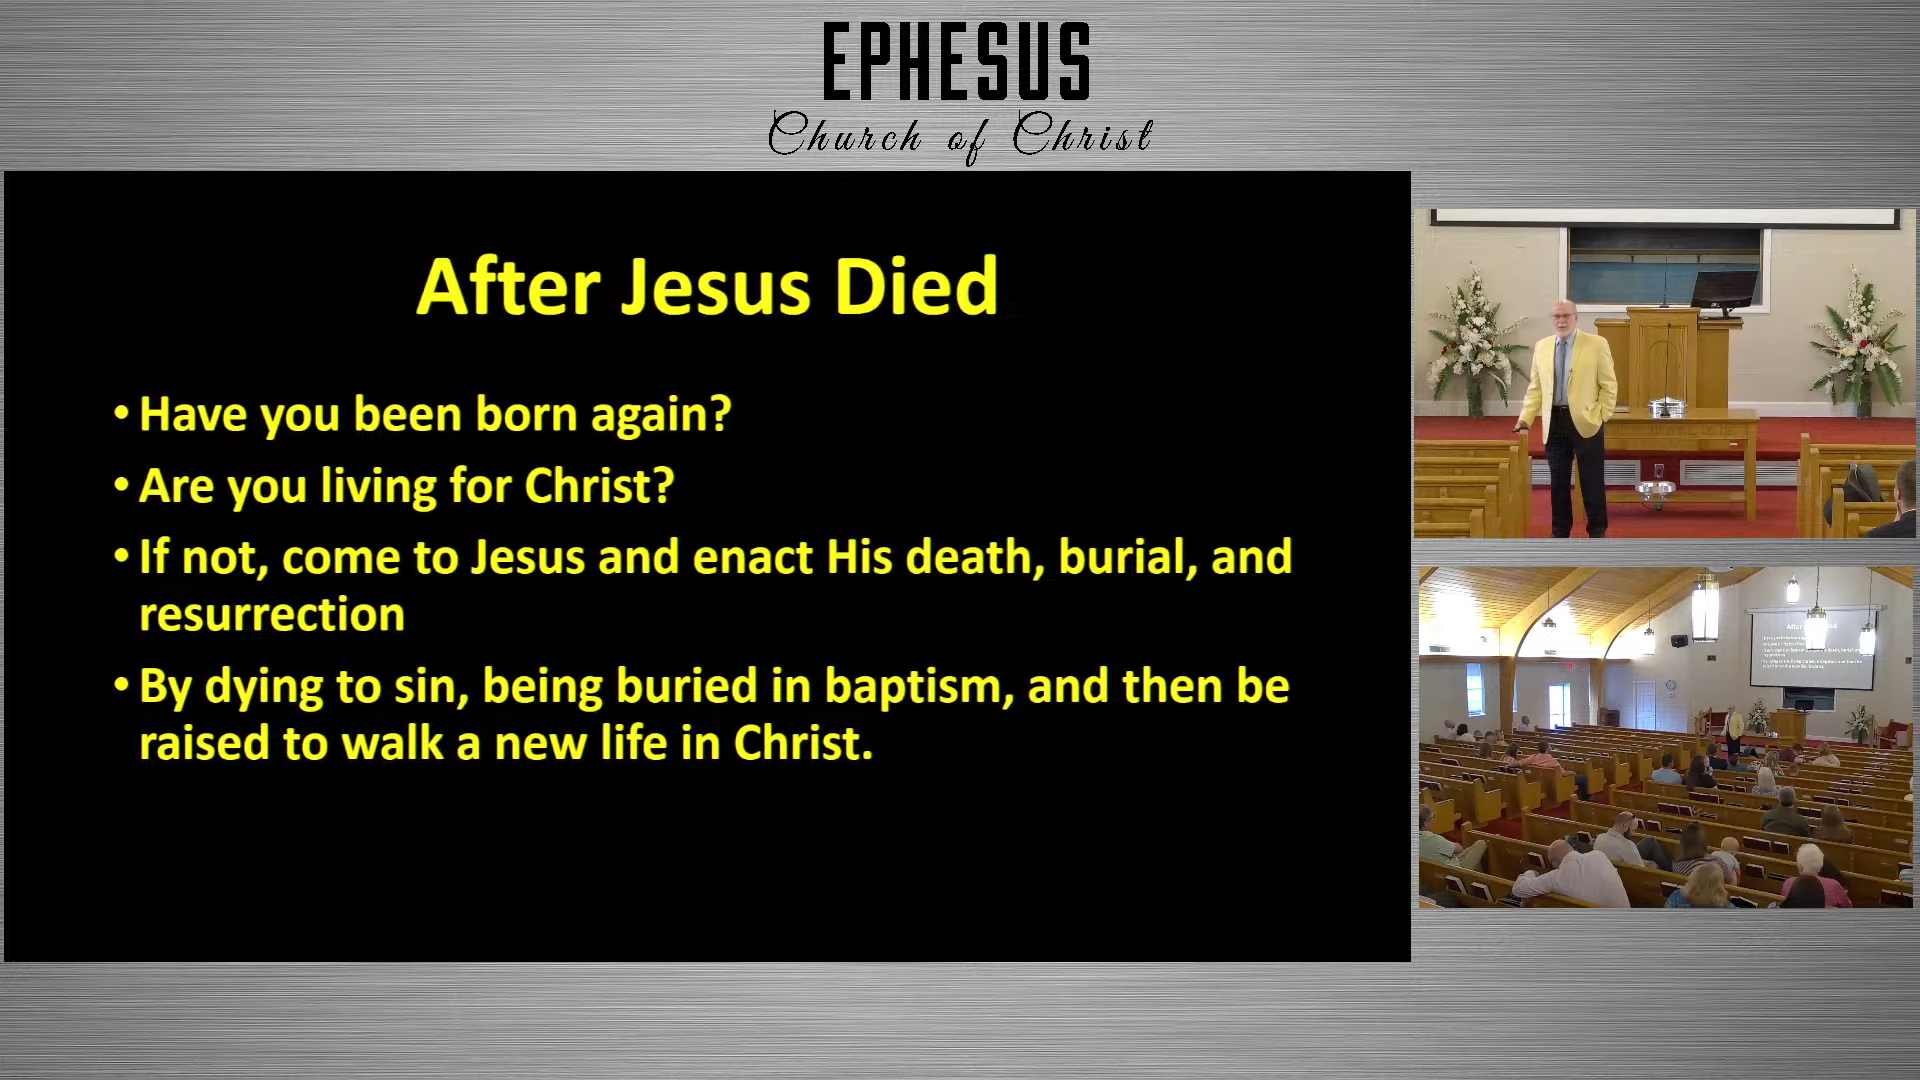 EPHESUS
Church of Christ
After Jesus Died
• Have you been born again?
• Are you living for Christ?
• If not, come to Jesus and enact His death, burial, and
resurrection
• By dying to sin, being buried in baptism, and then be
raised to walk a new life in Christ.